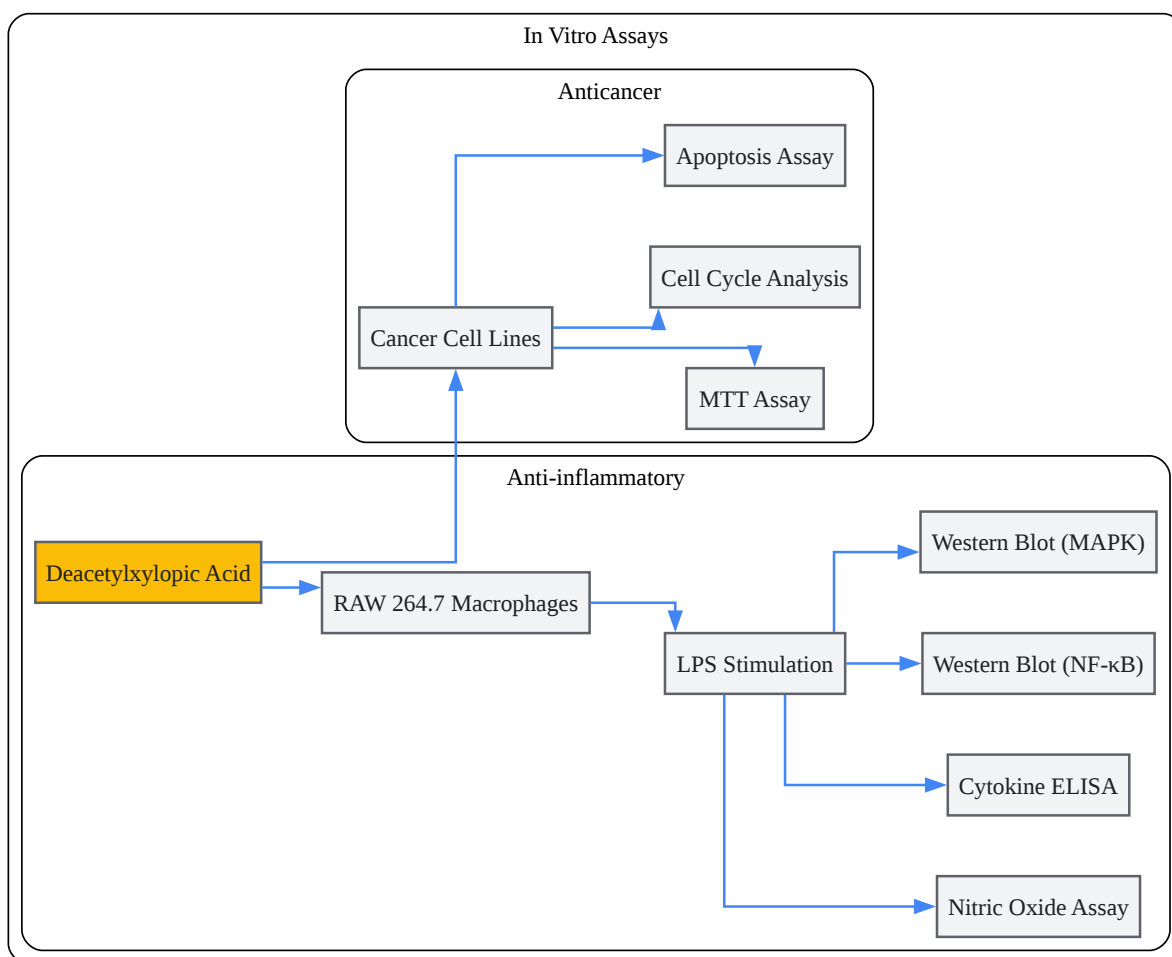 In Vitro Assays
Anticancer
Apoptosis Assay
Cell Cycle Analysis
Cancer Cell Lines
MTT Assay
Anti-inflammatory
Western Blot (MAPK)
Deacetylxylopic Acid
RAW 264.7 Macrophages
LPS Stimulation
Western Blot (NF-κB)
Cytokine ELISA
Nitric Oxide Assay